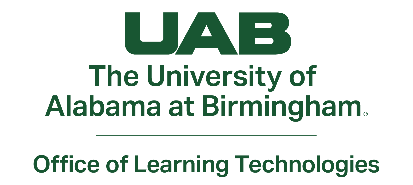 UAB
The University of
Alabama at Birmingham®
Office of Learning Technologies